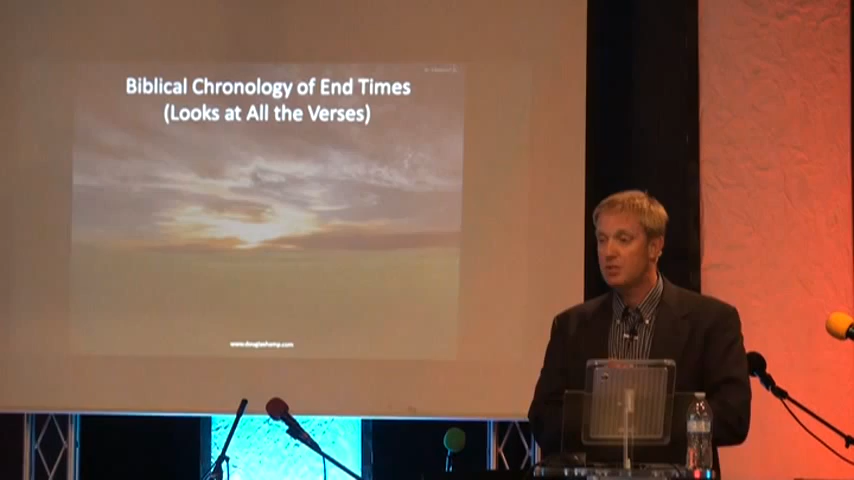 Biblical Chronology of End Times
(Looks at All the Verses)
www.douglashamp.com